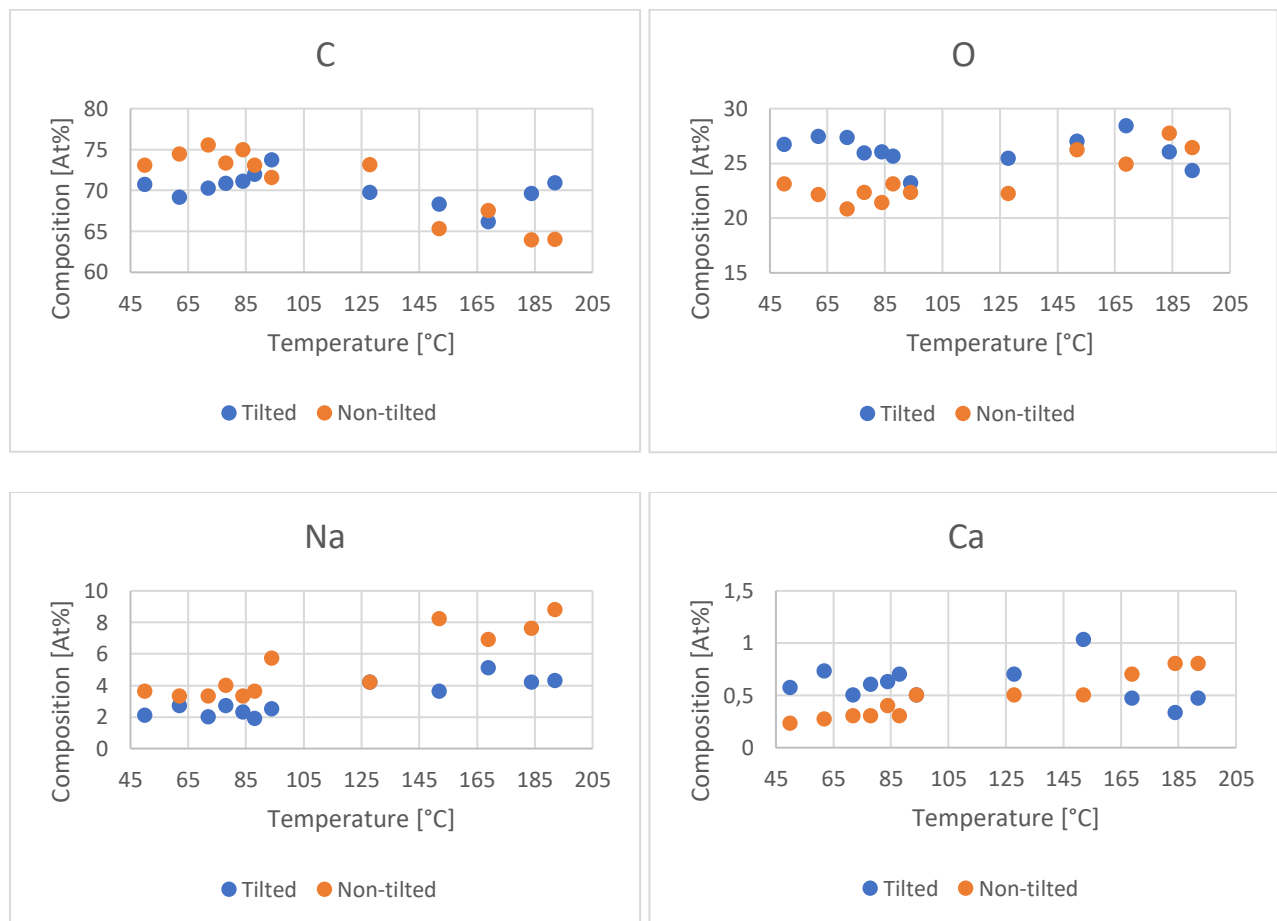 C
80
75
70
65
60
45 65 85 105 125 145 165 185 205
Composition [At%]
Temperature [°C]
Tilted Non-tilted
O
30
25
20
15
45 65 85 105 125 145 165 185 205
Composition [At%]
Temperature [°C]
Tilted Non-tilted
Na
10
8
6
4
2
0
45 65 85 105 125 145 165 185 205
Composition [At%]
Temperature [°C]
Tilted Non-tilted
Ca
1,5
1
0,5
0
45 65 85 105 125 145 165 185 205
Composition [At%]
Temperature [°C]
Tilted Non-tilted